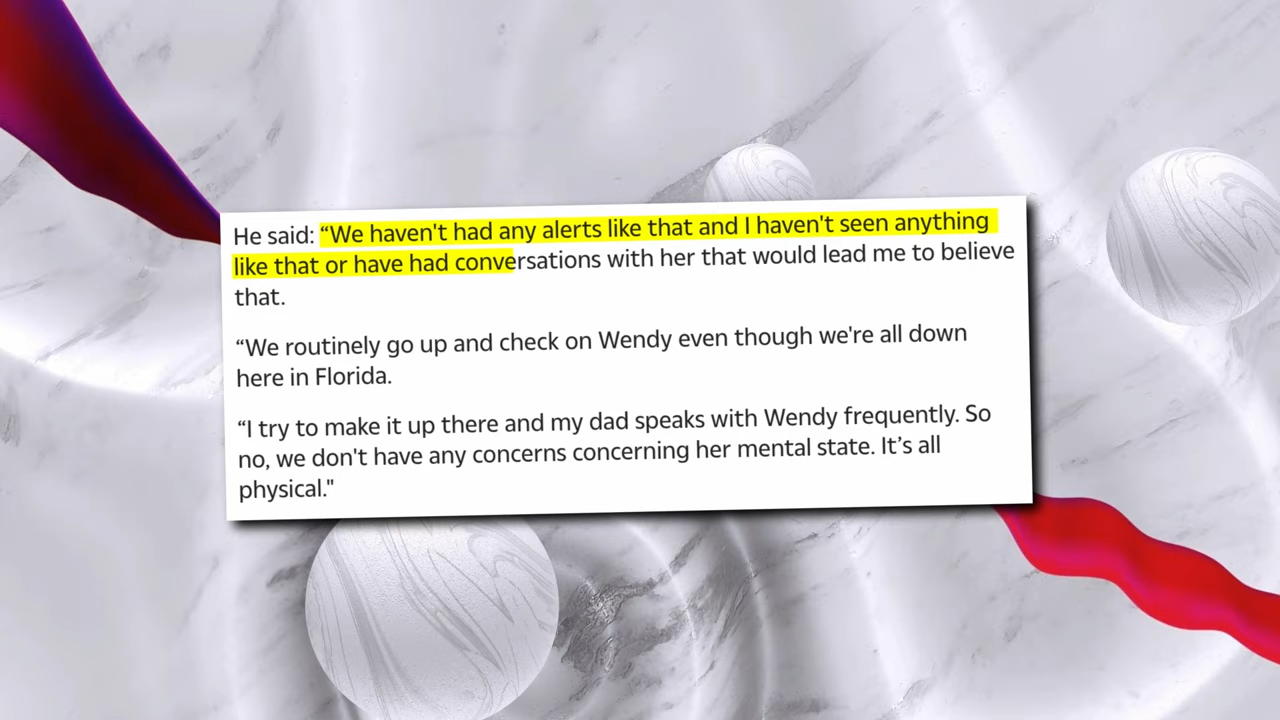 He said: “We haven't had any alerts like that and I haven't seen anything
like that or have had conversations with her that would lead me to believe
that.
“We routinely go up and check on Wendy even though we're all down
here in Florida.
“I try to make it up there and my dad speaks with Wendy frequently. So
no, we don't have any concerns concerning her mental state. It’s all
physical."